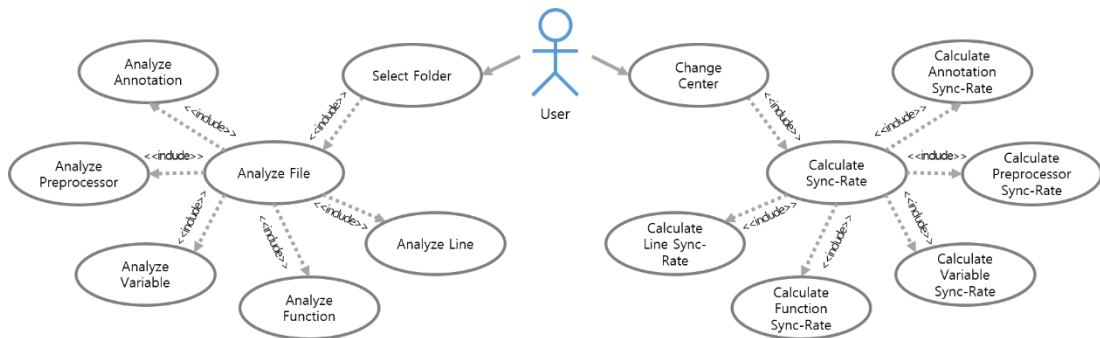 Analyze
Annotation
Select Folder
User
Change
Center
Calculate
Annotation
Sync-Rate
<<include>>
<<include>>
<<include>>
<<include>>
Analyze
Preprocessor
<<include>>
Analyze File
Calculate
Sync-Rate
<<include>>
Calculate
Preprocessor
Sync-Rate
<<include>>
<<include>>
<<include>>
<<include>>
<<include>>
<<include>>
Analyze Line
Calculate
Line Sync-
Rate
Analyze
Variable
Analyze
Function
Calculate
Function
Sync-Rate
Calculate
Variable
Sync-Rate